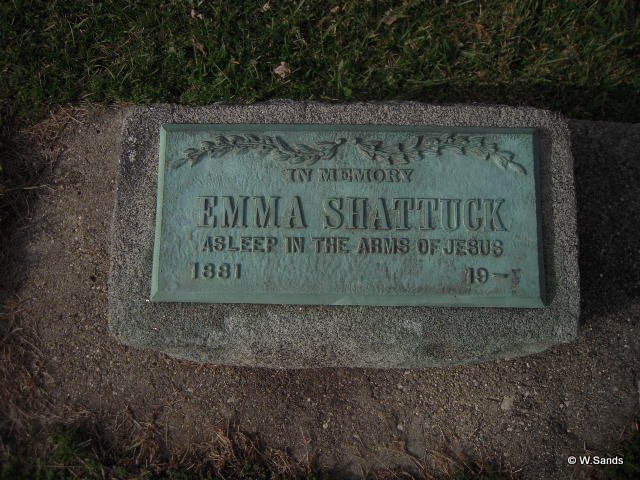 IN MEMORY
EMMA SHATTUCK
ASLEEP IN THE ARMS OF JESUS
1881 19-
© W.Sands